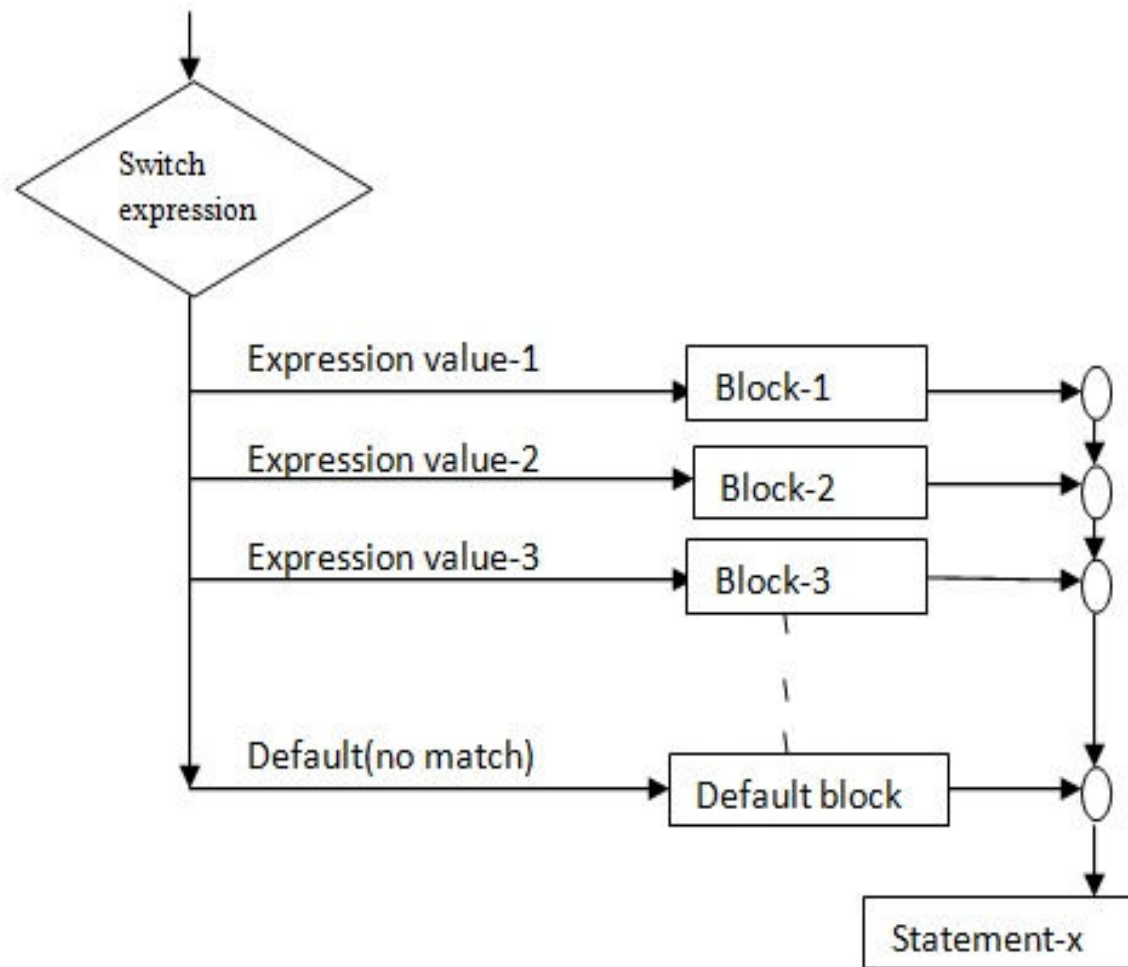 Switch
expression
Expression value-1
Block-1
Expression value-2
Block-2
Expression value-3
Block-3
Default(no match)
Default block
Statement-x